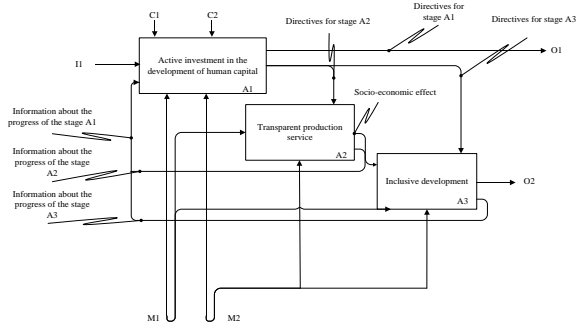 C1
C2
Directives for stage A2
Directives for
stage A1
Directives for stage A3
I1
Active investment in the
development of human capital
A1
O1
Socio-economic effect
Information about the
progress of the stage A1
Transparent production
service
A2
Information about the
progress of the stage
A2
Inclusive development
A3
O2
Information about the
progress of the stage
A3
M1
M2